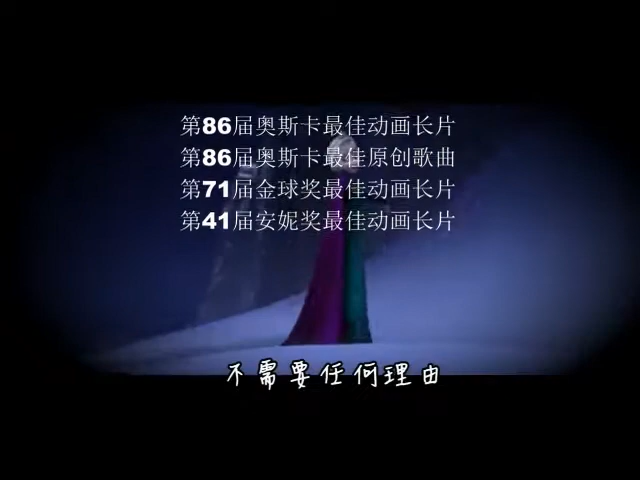 第86届奥斯卡最佳动画长片
第86届奥斯卡最佳原创歌曲
第71届金球奖最佳动画长片
第41届安妮奖最佳动画长片
不需要任何理由